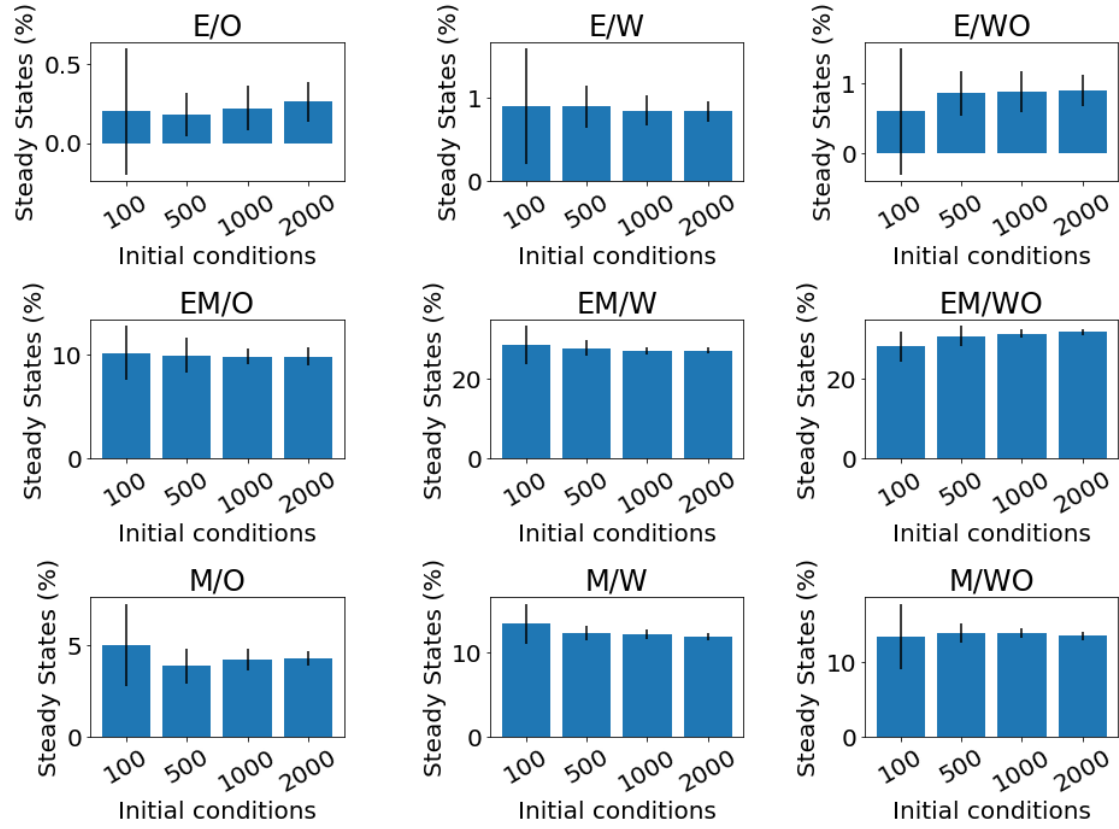 E/O
Steady States (%)
0.5
0.0
100 500 1000 2000
Initial conditions
E/W
Steady States (%)
1
0
100 500 1000 2000
Initial conditions
E/WO
Steady States (%)
1
0
100 500 1000 2000
Initial conditions
EM/O
Steady States (%)
10
0
100 500 1000 2000
Initial conditions
EM/W
Steady States (%)
20
0
100 500 1000 2000
Initial conditions
EM/WO
Steady States (%)
20
0
100 500 1000 2000
Initial conditions
M/O
Steady States (%)
5
0
100 500 1000 2000
Initial conditions
M/W
Steady States (%)
10
0
100 500 1000 2000
Initial conditions
M/WO
Steady States (%)
10
0
100 500 1000 2000
Initial conditions